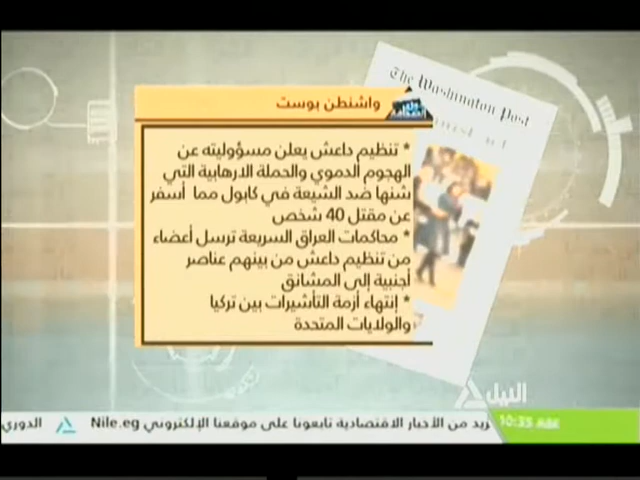 The Washington Post
واشنطن بوست
* تنظيم داعش يعلن مسؤوليته عن
الهجوم الدموي والحملة الارهابية التي
شنها ضد الشيعة في كابول مما أسفر
عن مقتل 40 شخص
* محاكمات العراق السريعة ترسل أعضاء
من تنظيم داعش من بينهم عناصر
أجنبية إلى المشانق
* إنتهاء أزمة التأشيرات بين تركيا
والولايات المتحدة
النيل
10:35
زيد من الأخبار الاقتصادية تابعونا على موقعنا الإلكتروني Nile.eg
الدوري